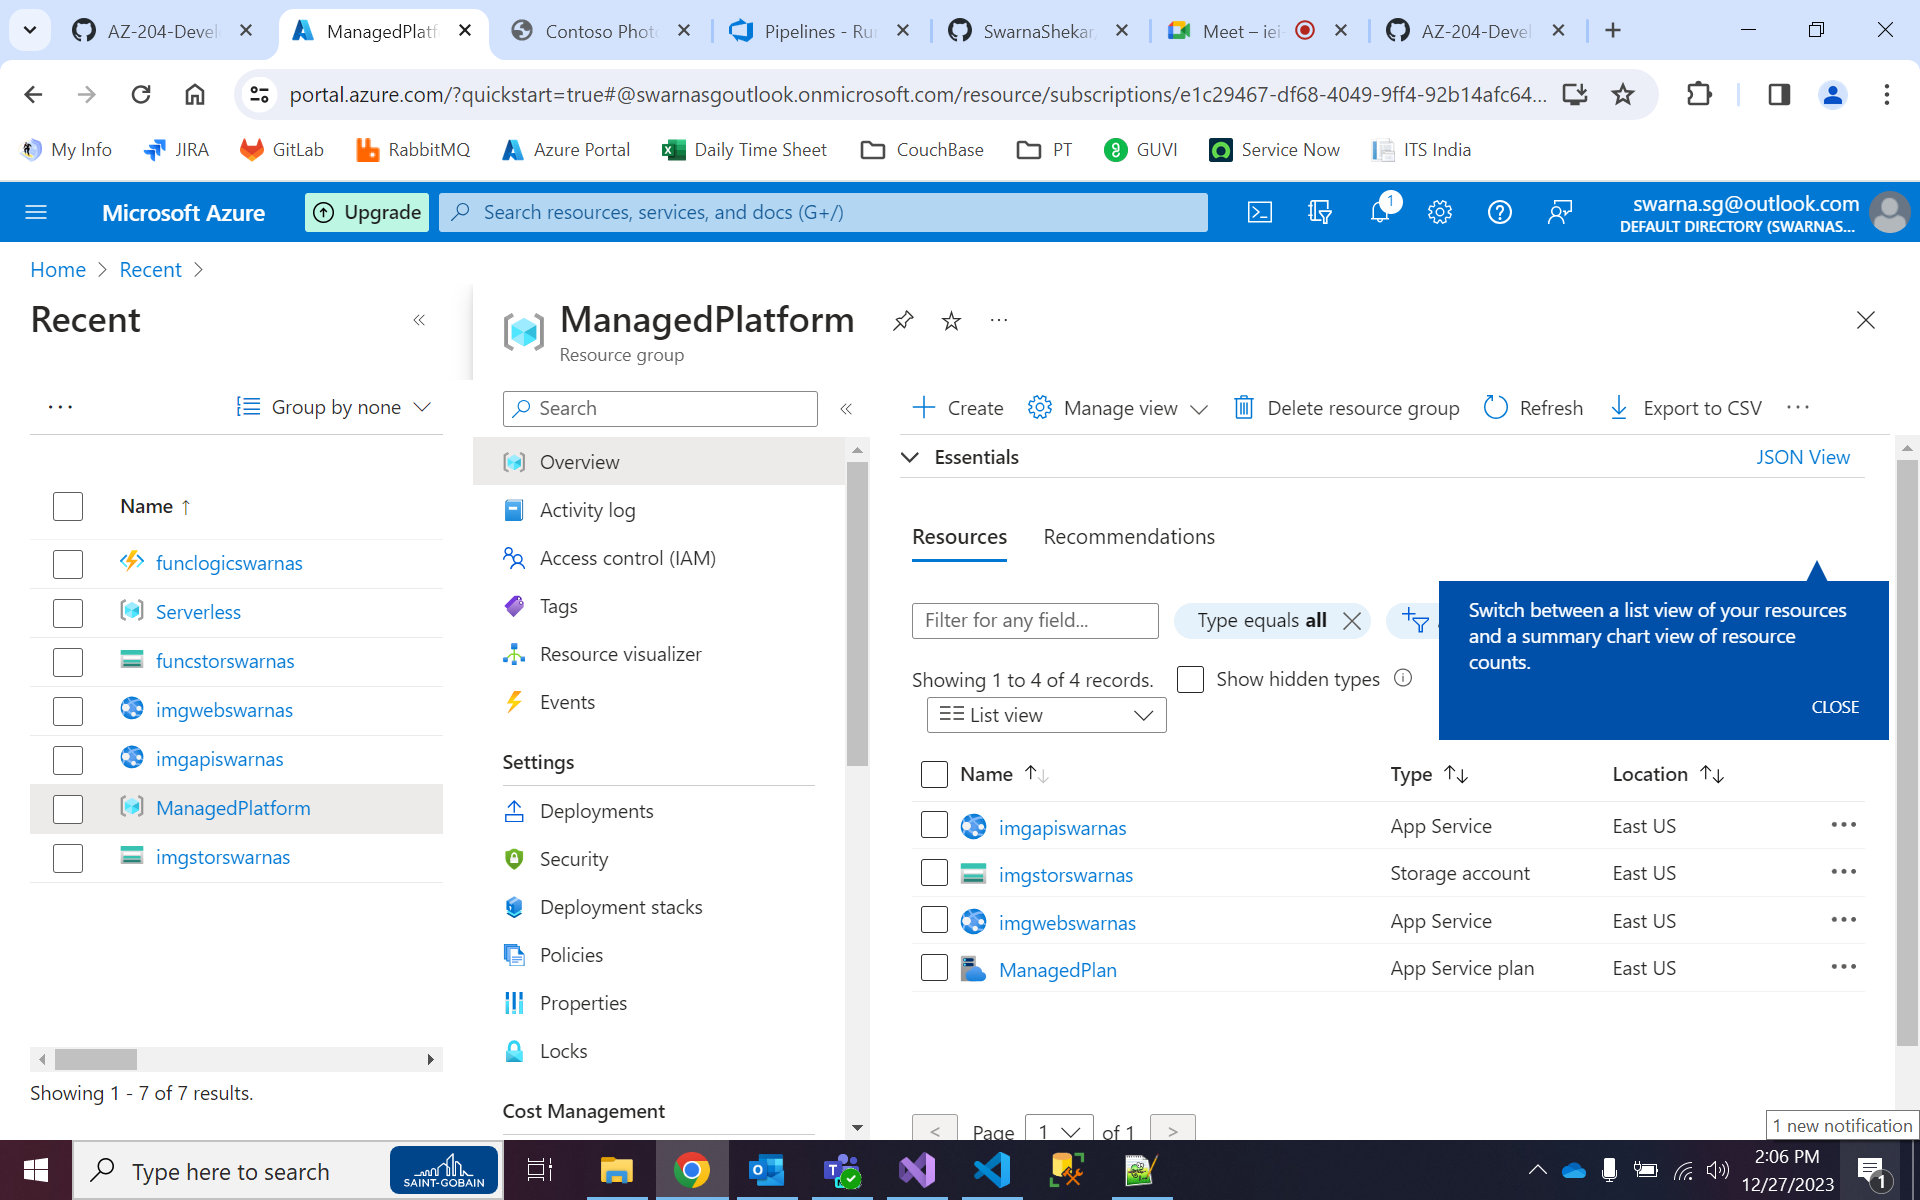 AZ-204-Devel
ManagedPlatf
Contoso Phot
Pipelines - Ru
SwarnaShekar
Meet – iei-
AZ-204-Devel
portal.azure.com/?quickstart=true#@swarnasgoutlook.onmicrosoft.com/resource/subscriptions/e1c29467-df68-4049-9ff4-92b14afc64...
My Info
JIRA
GitLab
RabbitMQ
Azure Portal
Daily Time Sheet
CouchBase
PT
GUVI
Service Now
ITS India
Microsoft Azure
Upgrade
Search resources, services, and docs (G+/)
1
swarna.sg@outlook.com
DEFAULT DIRECTORY (SWARNAS...
Home
Recent
Recent
ManagedPlatform
Resource group
Group by none
Name
funclogicswarnas
Serverless
funcstorswarnas
imgwebswarnas
imgapiswarnas
ManagedPlatform
imgstorswarnas
Showing 1 - 7 of 7 results.
Search
Overview
Activity log
Access control (IAM)
Tags
Resource visualizer
Events
Settings
Deployments
Security
Deployment stacks
Policies
Properties
Locks
Cost Management
Create
Manage view
Delete resource group
Refresh
Export to CSV
Essentials
JSON View
Resources
Recommendations
Filter for any field...
Type equals all
Switch between a list view of your resources
and a summary chart view of resource
counts.
CLOSE
Showing 1 to 4 of 4 records.
Show hidden types
List view
Name
Type
Location
imgapiswarnas
App Service
East US
imgstorswarnas
Storage account
East US
imgwebswarnas
App Service
East US
ManagedPlan
App Service plan
East US
< Page 1 of 1 >
1 new notification
Type here to search
SAINT-GOBAIN
2:06 PM
12/27/2023
1